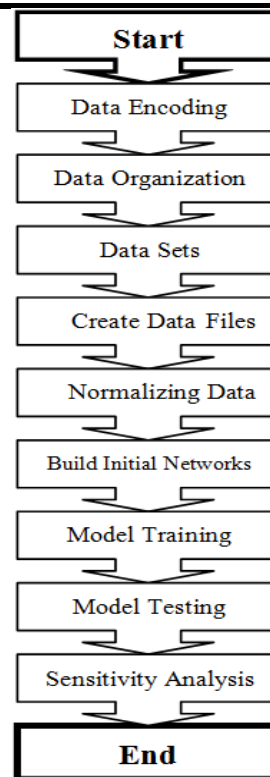 Start
Data Encoding
Data Organization
Data Sets
Create Data Files
Normalizing Data
Build Initial Networks
Model Training
Model Testing
Sensitivity Analysis
End